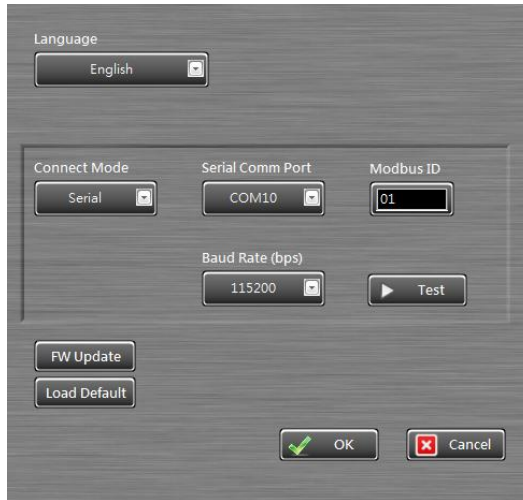 Language
English
Connect Mode Serial Comm Port Modbus ID
Serial COM10 01
Baud Rate (bps)
115200 Test
FW Update
Load Default
OK Cancel